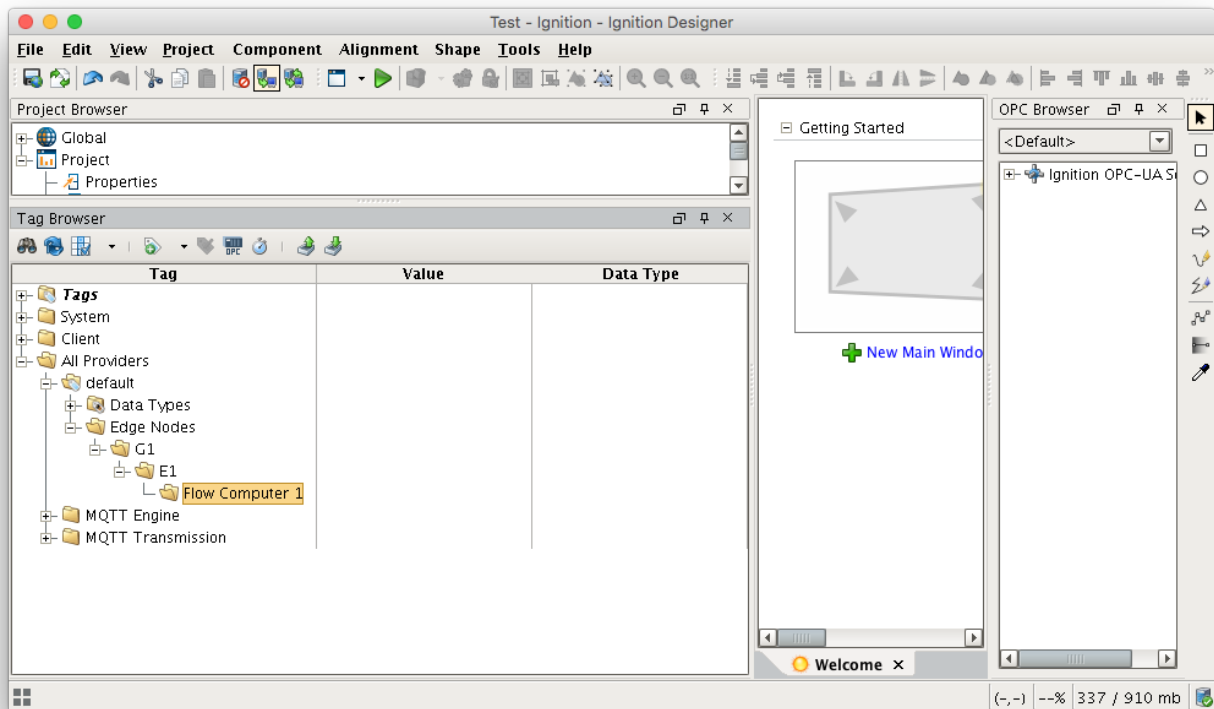 Test - Ignition - Ignition Designer
File Edit View Project Component Alignment Shape Tools Help
Project Browser
Global
Project
Properties
Tag Browser
OPC
Tag Value Data Type
Tags
System
Client
All Providers
default
Data Types
Edge Nodes
G1
E1
Flow Computer 1
MQTT Engine
MQTT Transmission
Getting Started
New Main Windo
Welcome
OPC Browser
<Default>
Ignition OPC-UA S
(-,-) --% 337 / 910 mb